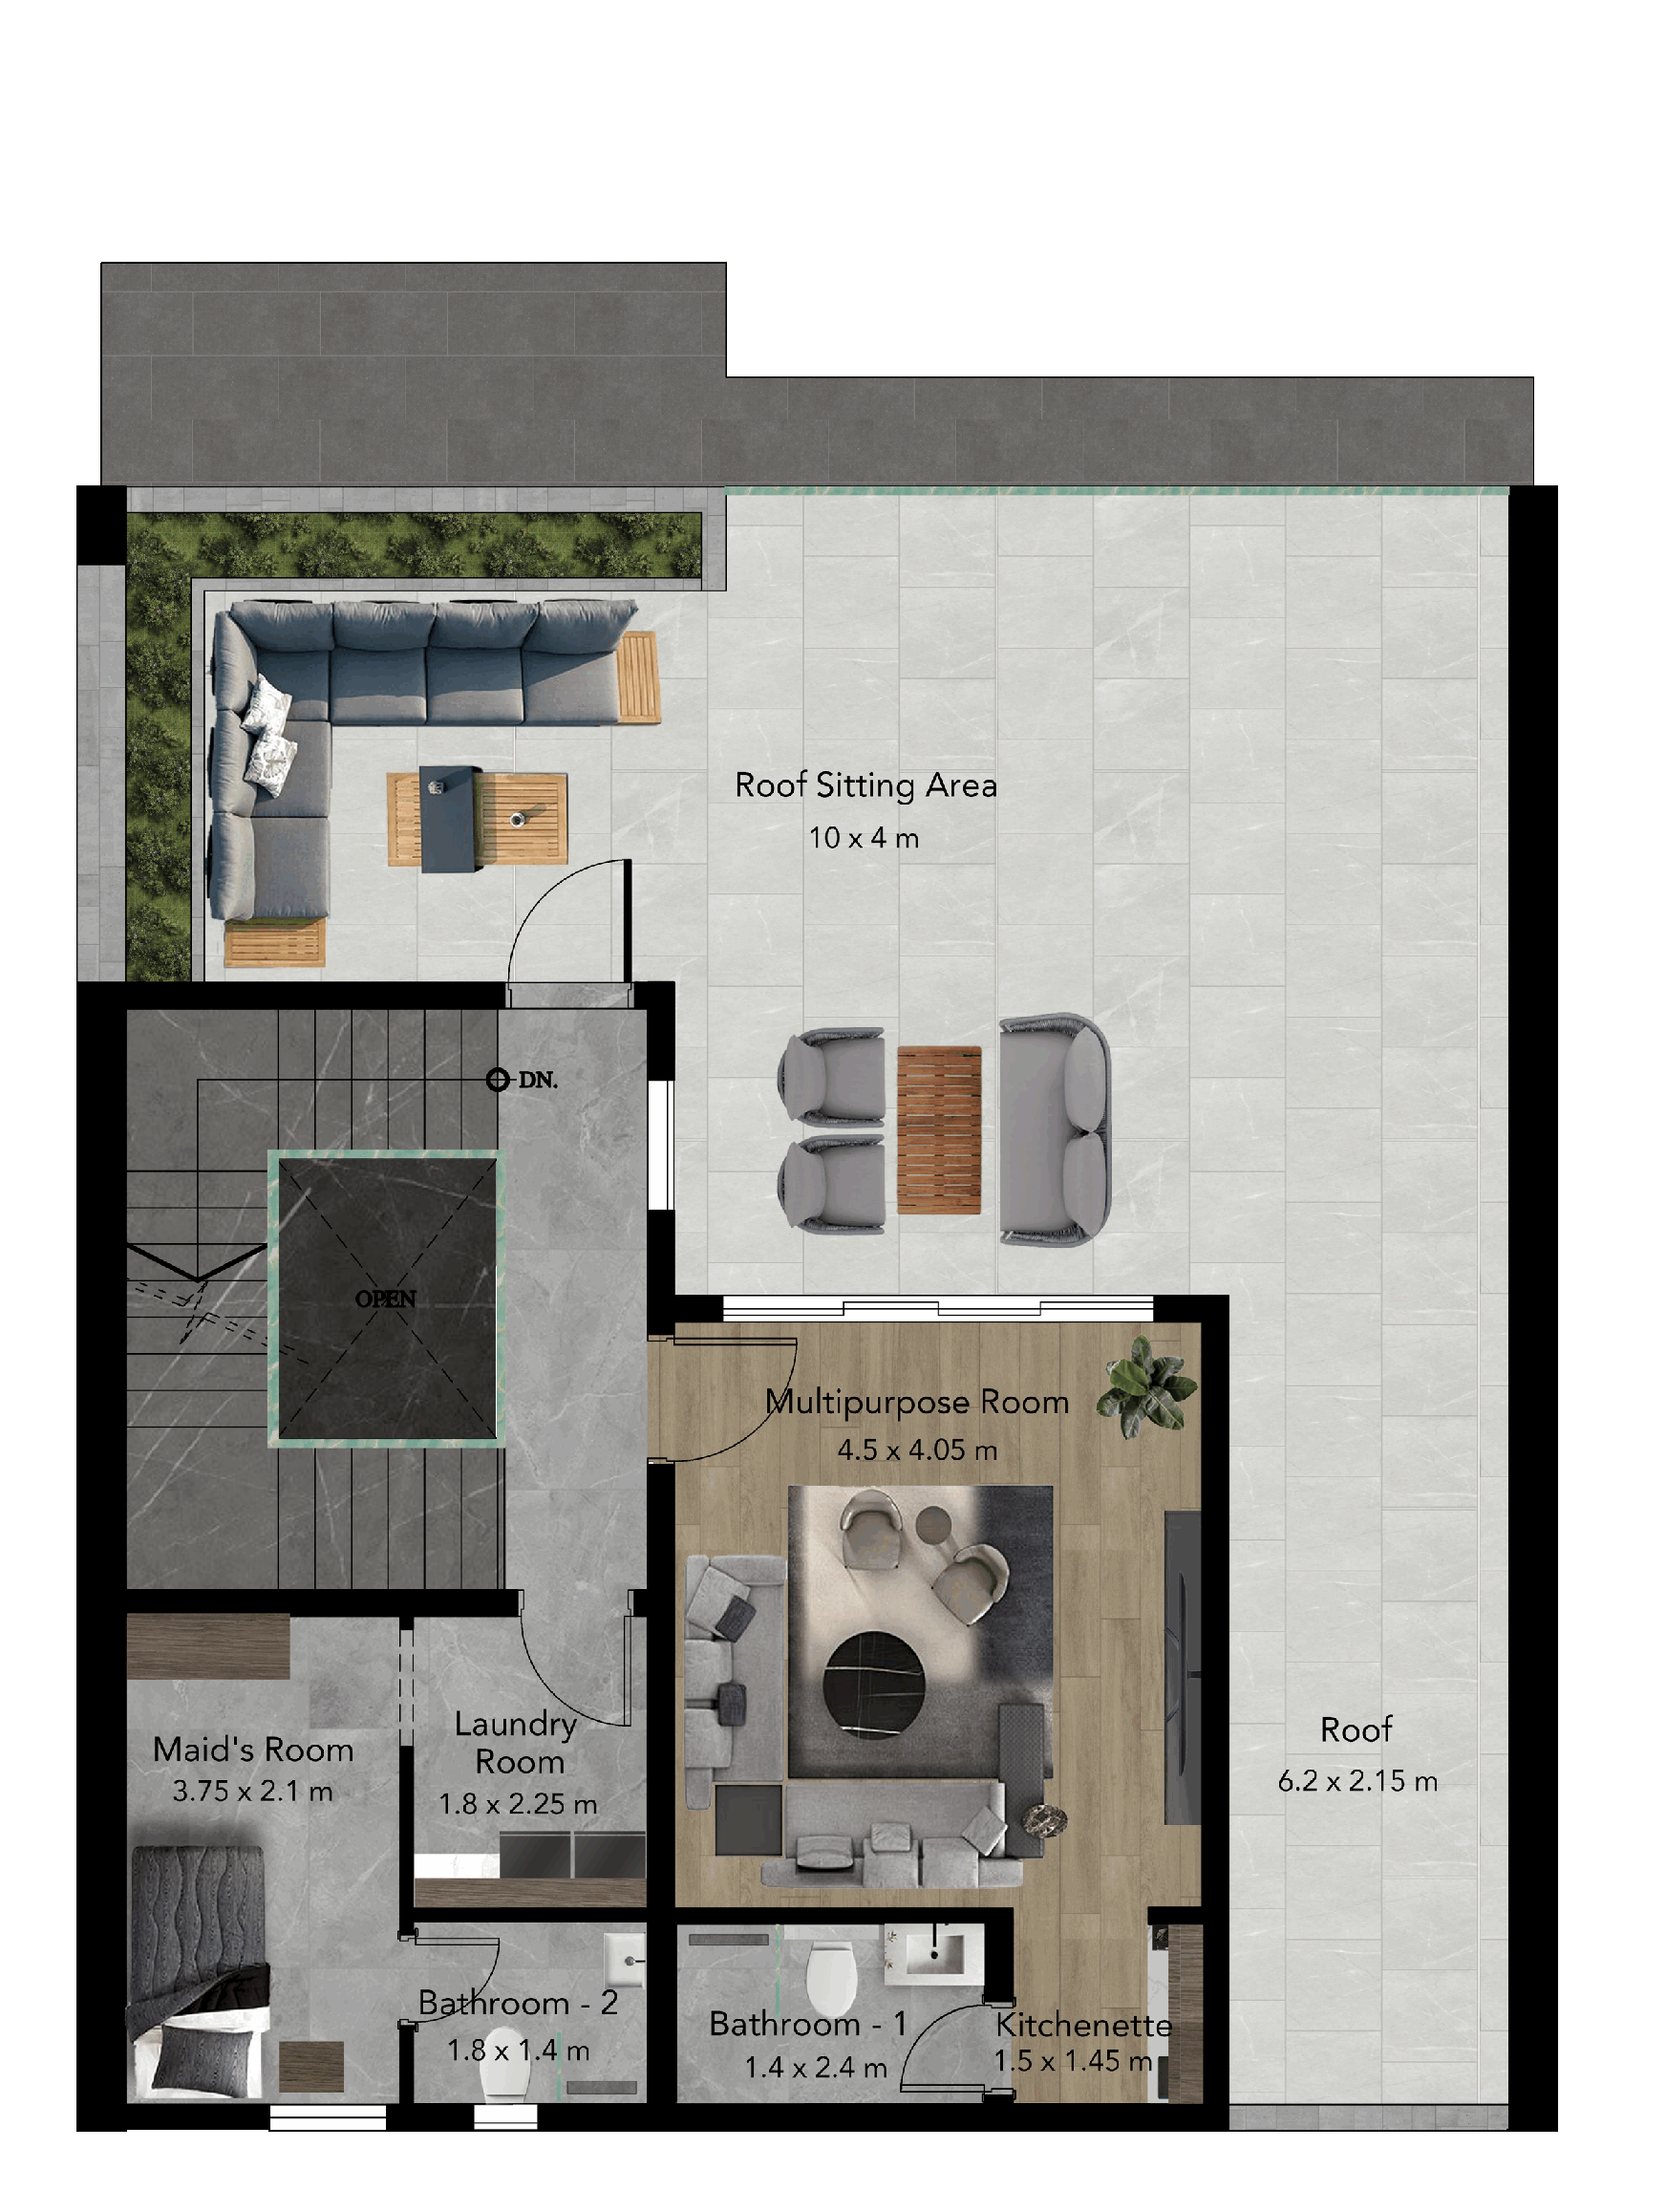 Roof Sitting Area
10 x 4 m
DN.
OPEN
Multipurpose Room
4.5 x 4.05 m
Laundry
Room
1.8 x 2.25 m
Maid's Room
3.75 x 2.1 m
Roof
6.2 x 2.15 m
Bathroom - 2
1.8 x 1.4 m
Bathroom - 1
1.4 x 2.4 m
Kitchenette
1.5 x 1.45 m